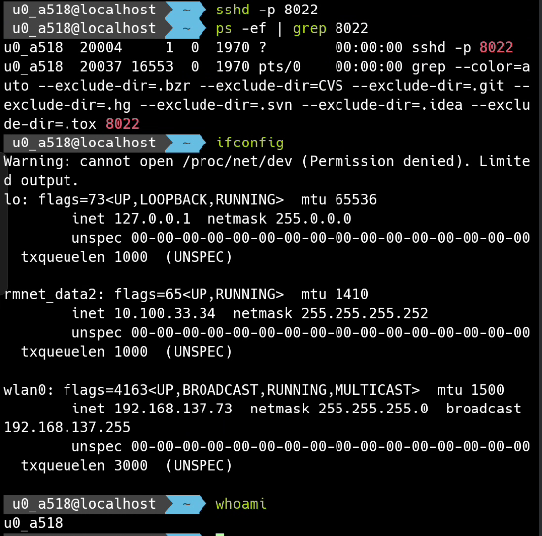 u0_a518@localhost ~ sshd -p 8022
u0_a518@localhost ~ ps -ef | grep 8022
u0_a518 20004 1 0 1970 ? 00:00:00 sshd -p 8022
u0_a518 20037 16553 0 1970 pts/0 00:00:00 grep --color=a
uto --exclude-dir=.bzr --exclude-dir=CVS --exclude-dir=.git --
exclude-dir=.hg --exclude-dir=.svn --exclude-dir=.idea --exclu
de-dir=.tox 8022
u0_a518@localhost ~ ifconfig
Warning: cannot open /proc/net/dev (Permission denied). Limite
d output.
lo: flags=73<UP,LOOPBACK,RUNNING> mtu 65536
inet 127.0.0.1 netmask 255.0.0.0
unspec 00-00-00-00-00-00-00-00-00-00-00-00-00-00-00-00
txqueuelen 1000 (UNSPEC)
rmnet_data2: flags=65<UP,RUNNING> mtu 1410
inet 10.100.33.34 netmask 255.255.255.252
unspec 00-00-00-00-00-00-00-00-00-00-00-00-00-00-00-00
txqueuelen 1000 (UNSPEC)
wlan0: flags=4163<UP,BROADCAST,RUNNING,MULTICAST> mtu 1500
inet 192.168.137.73 netmask 255.255.255.0 broadcast
192.168.137.255
unspec 00-00-00-00-00-00-00-00-00-00-00-00-00-00-00-00
txqueuelen 3000 (UNSPEC)
u0_a518@localhost ~ whoami
u0_a518